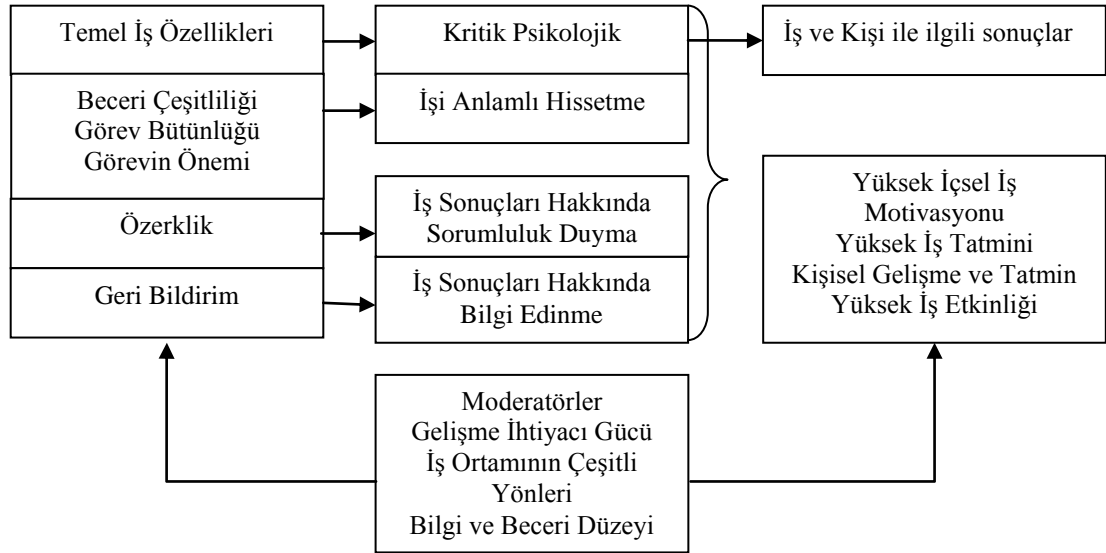 Temel İş Özellikleri
Kritik Psikolojik
İş ve Kişi ile ilgili sonuçlar
Beceri Çeşitliliği
Görev Bütünlüğü
Görevin Önemi
İşi Anlamlı Hissetme
Özerklik
İş Sonuçları Hakkında
Sorumluluk Duyma
Geri Bildirim
İş Sonuçları Hakkında
Bilgi Edinme
Yüksek İçsel İş
Motivasyonu
Yüksek İş Tatmini
Kişisel Gelişme ve Tatmin
Yüksek İş Etkinliği
Moderatörler
Gelişme İhtiyacı Gücü
İş Ortamının Çeşitli
Yönleri
Bilgi ve Beceri Düzeyi